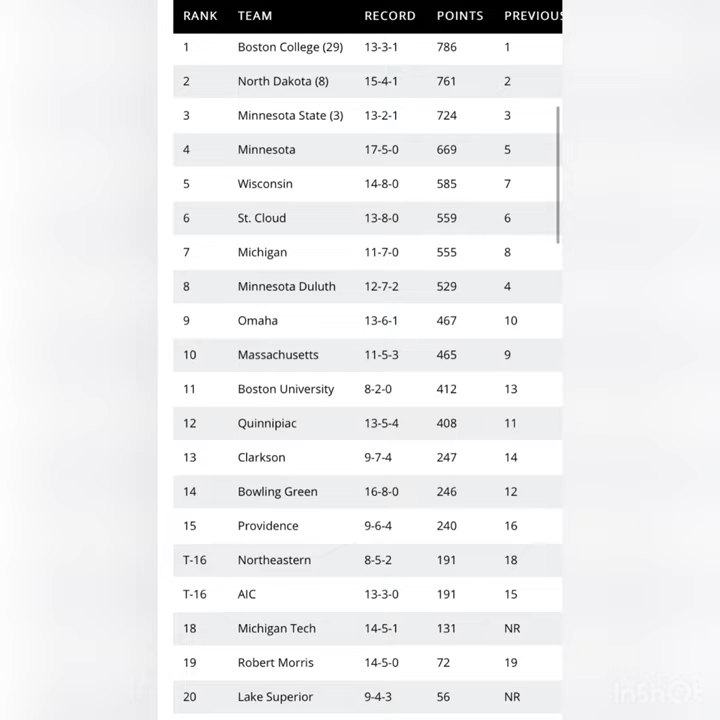 RANK TEAM RECORD POINTS PREVIOUS
1 Boston College (29) 13-3-1 786 1
2 North Dakota (8) 15-4-1 761 2
3 Minnesota State (3) 13-2-1 724 3
4 Minnesota 17-5-0 669 5
5 Wisconsin 14-8-0 585 7
6 St. Cloud 13-8-0 559 6
7 Michigan 11-7-0 555 8
8 Minnesota Duluth 12-7-2 529 4
9 Omaha 13-6-1 467 10
10 Massachusetts 11-5-3 465 9
11 Boston University 8-2-0 412 13
12 Quinnipiac 13-5-4 408 11
13 Clarkson 9-7-4 247 14
14 Bowling Green 16-8-0 246 12
15 Providence 9-6-4 240 16
T-16 Northeastern 8-5-2 191 18
T-16 AIC 13-3-0 191 15
18 Michigan Tech 14-5-1 131 NR
19 Robert Morris 14-5-0 72 19
20 Lake Superior 9-4-3 56 NR
InShOt